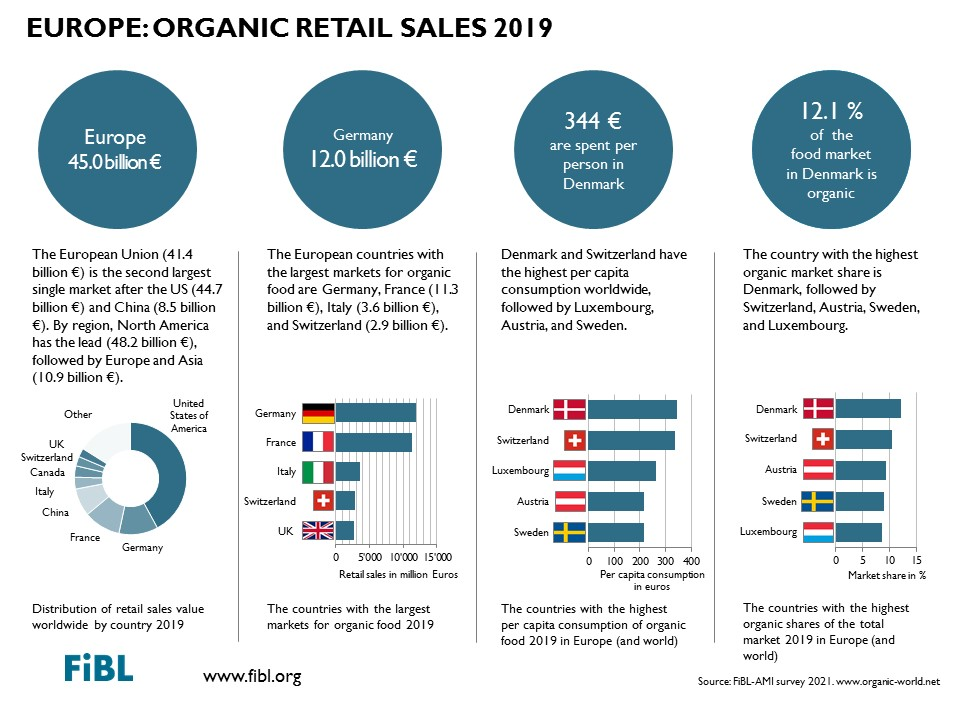 EUROPE: ORGANIC RETAIL SALES 2019
Europe
45.0 billion €
Germany
12.0 billion €
344 €
are spent per
person in
Denmark
12.1 %
of the
food market
in Denmark is
organic
The European Union (41.4
billion €) is the second largest
single market after the US (44.7
billion €) and China (8.5 billion
€). By region, North America
has the lead (48.2 billion €),
followed by Europe and Asia
(10.9 billion €).
The European countries with
the largest markets for organic
food are Germany, France (11.3
billion €), Italy (3.6 billion €),
and Switzerland (2.9 billion €).
Denmark and Switzerland have
the highest per capita
consumption worldwide,
followed by Luxembourg,
Austria, and Sweden.
The country with the highest
organic market share is
Denmark, followed by
Switzerland, Austria, Sweden,
and Luxembourg.
United
States of
America
Other
UK
Switzerland
Canada
Italy
China
France
Germany
Germany
France
Italy
Switzerland
UK
0 5'000 10'000 15'000
Retail sales in million Euros
Denmark
Switzerland
Luxembourg
Austria
Sweden
0 100 200 300 400
Per capita consumption
in euros
Denmark
Switzerland
Austria
Sweden
Luxembourg
0 5 10 15
Market share in %
Distribution of retail sales value
worldwide by country 2019
The countries with the largest
markets for organic food 2019
The countries with the highest
per capita consumption of organic
food 2019 in Europe (and world)
The countries with the highest
organic shares of the total
market 2019 in Europe (and
world)
FiBL
www.fibl.org
Source: FiBL-AMI survey 2021. www.organic-world.net